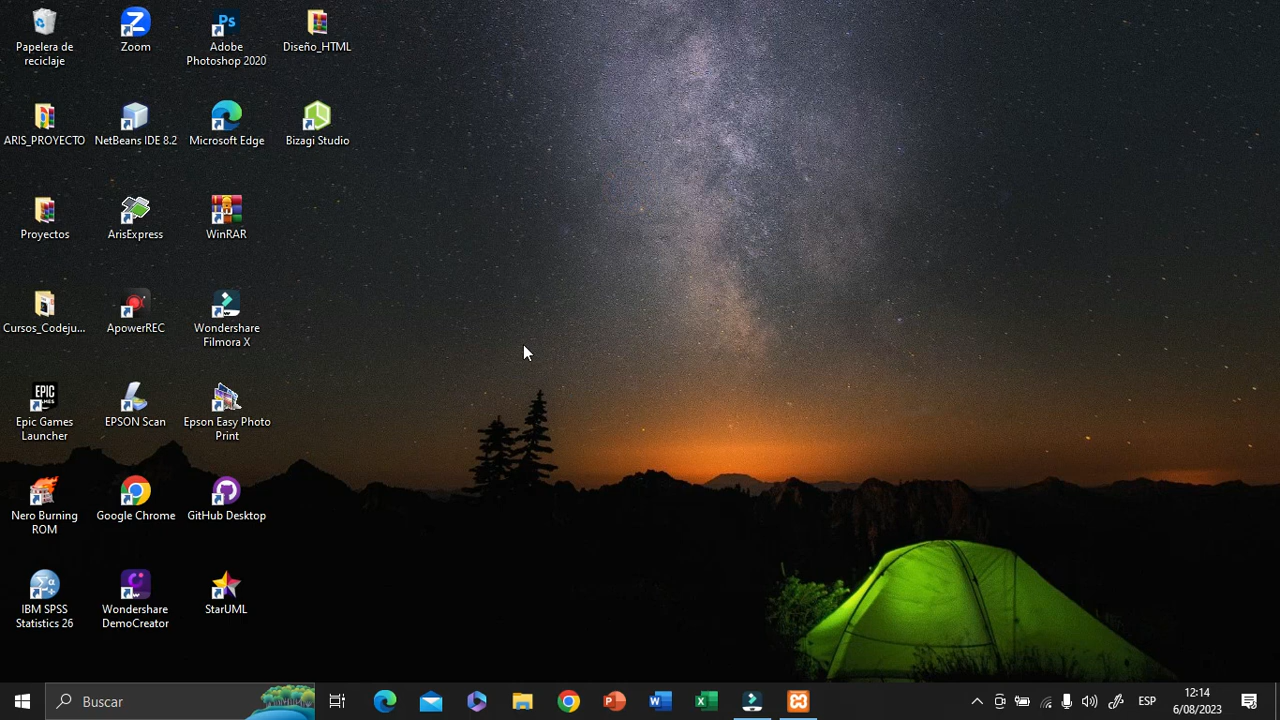 Papelera de
reciclaje
Zoom
Ps
Adobe
Photoshop 2020
Diseño_HTML
ARIS_PROYECTO
NetBeans IDE 8.2
Microsoft Edge
Bizagi Studio
Proyectos
ArisExpress
WinRAR
Cursos_Codeju...
ApowerREC
Wondershare
Filmora X
EPIC
GAMES
Epic Games
Launcher
EPSON Scan
Epson Easy Photo
Print
Nero Burning
ROM
Google Chrome
GitHub Desktop
IBM SPSS
Statistics 26
Wondershare
DemoCreator
StarUML
Buscar
ESP
12:14
6/08/2023